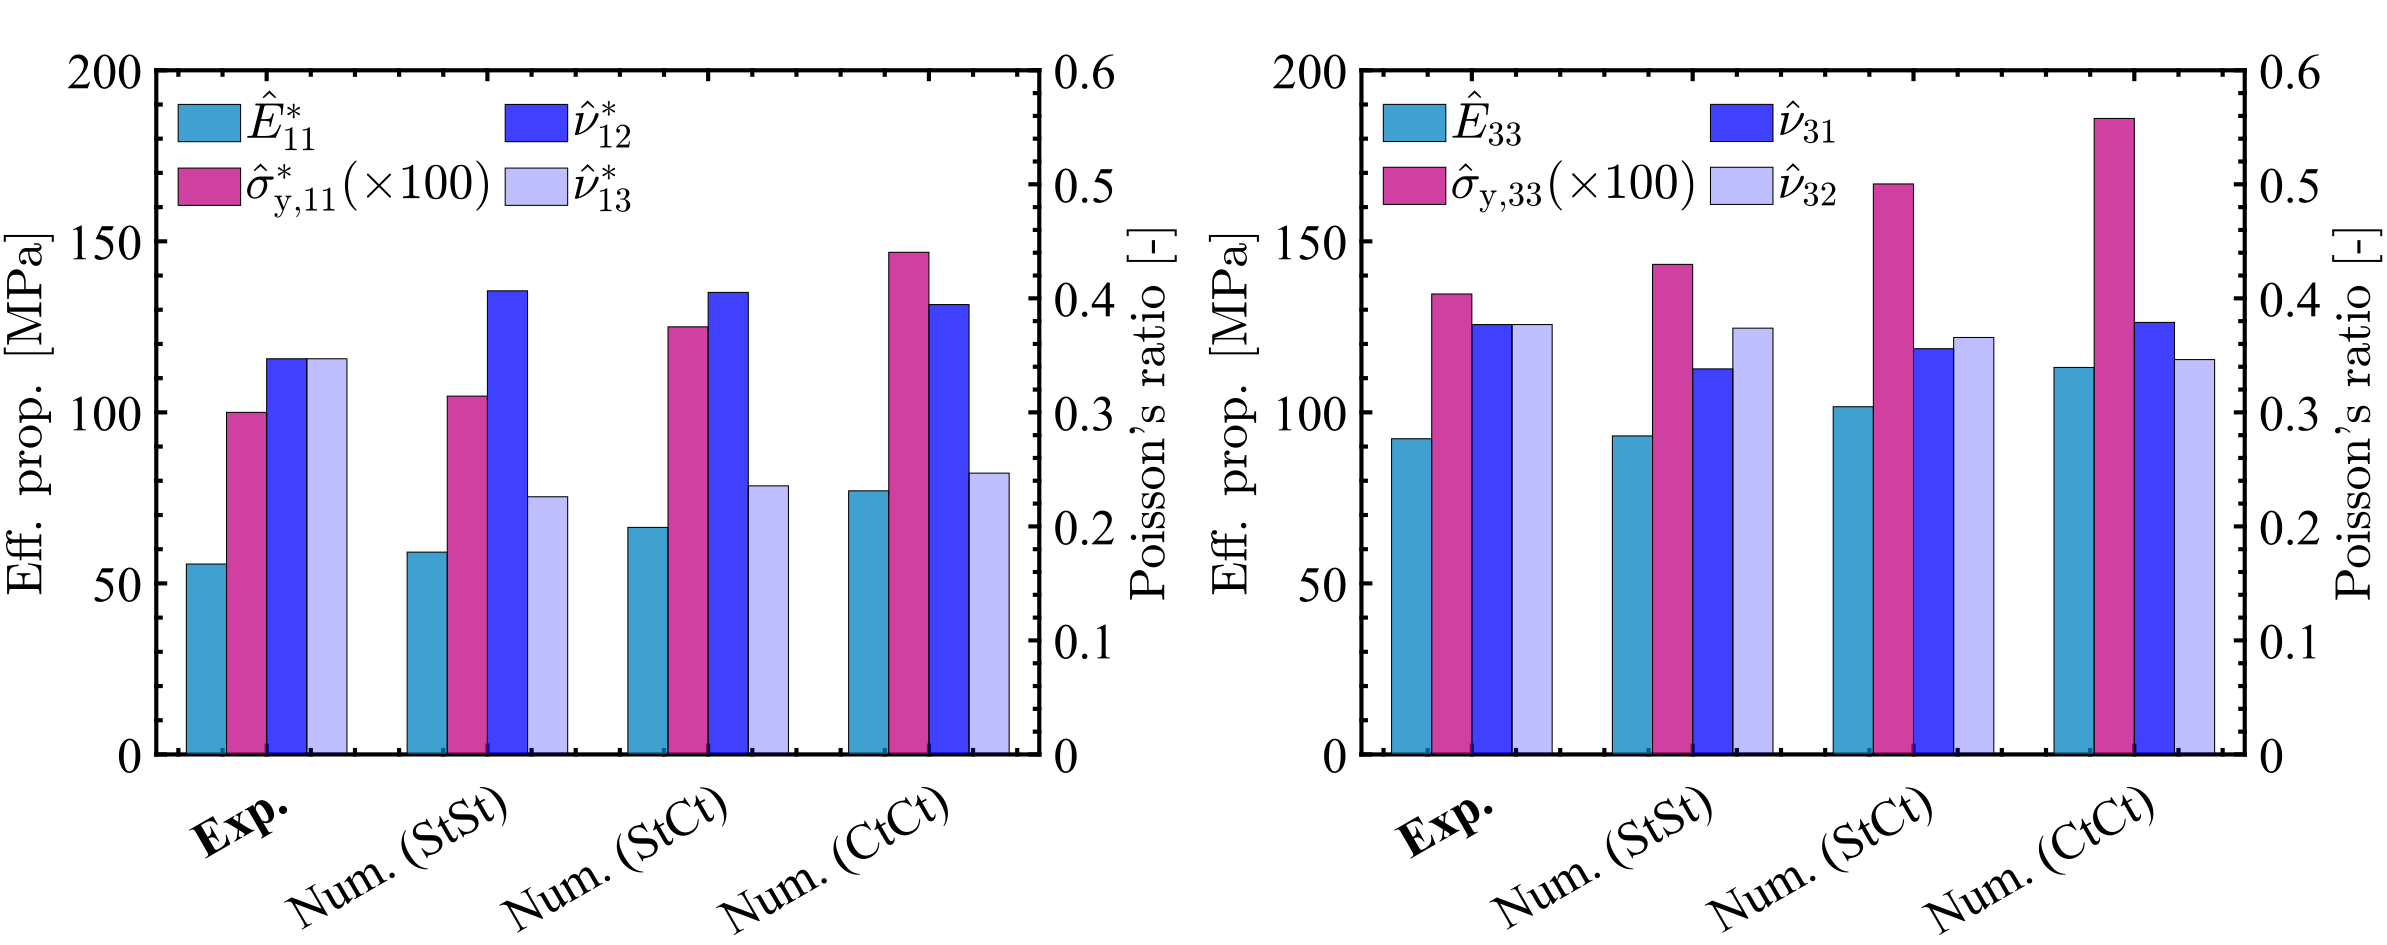 Eff. prop. [MPa]
200
150
100
50
0
Ê*₁₁
σ̂*y,₁₁(×100)
ν̂*₁₂
ν̂*₁₃
0.6
0.5
0.4
0.3
0.2
0.1
0
Poisson's ratio [-]
Exp.
Num. (StSt)
Num. (StCt)
Num. (CtCt)
Eff. prop. [MPa]
200
150
100
50
0
Ê₃₃
σ̂y,₃₃(×100)
ν̂₃₁
ν̂₃₂
0.6
0.5
0.4
0.3
0.2
0.1
0
Poisson's ratio [-]
Exp.
Num. (StSt)
Num. (StCt)
Num. (CtCt)